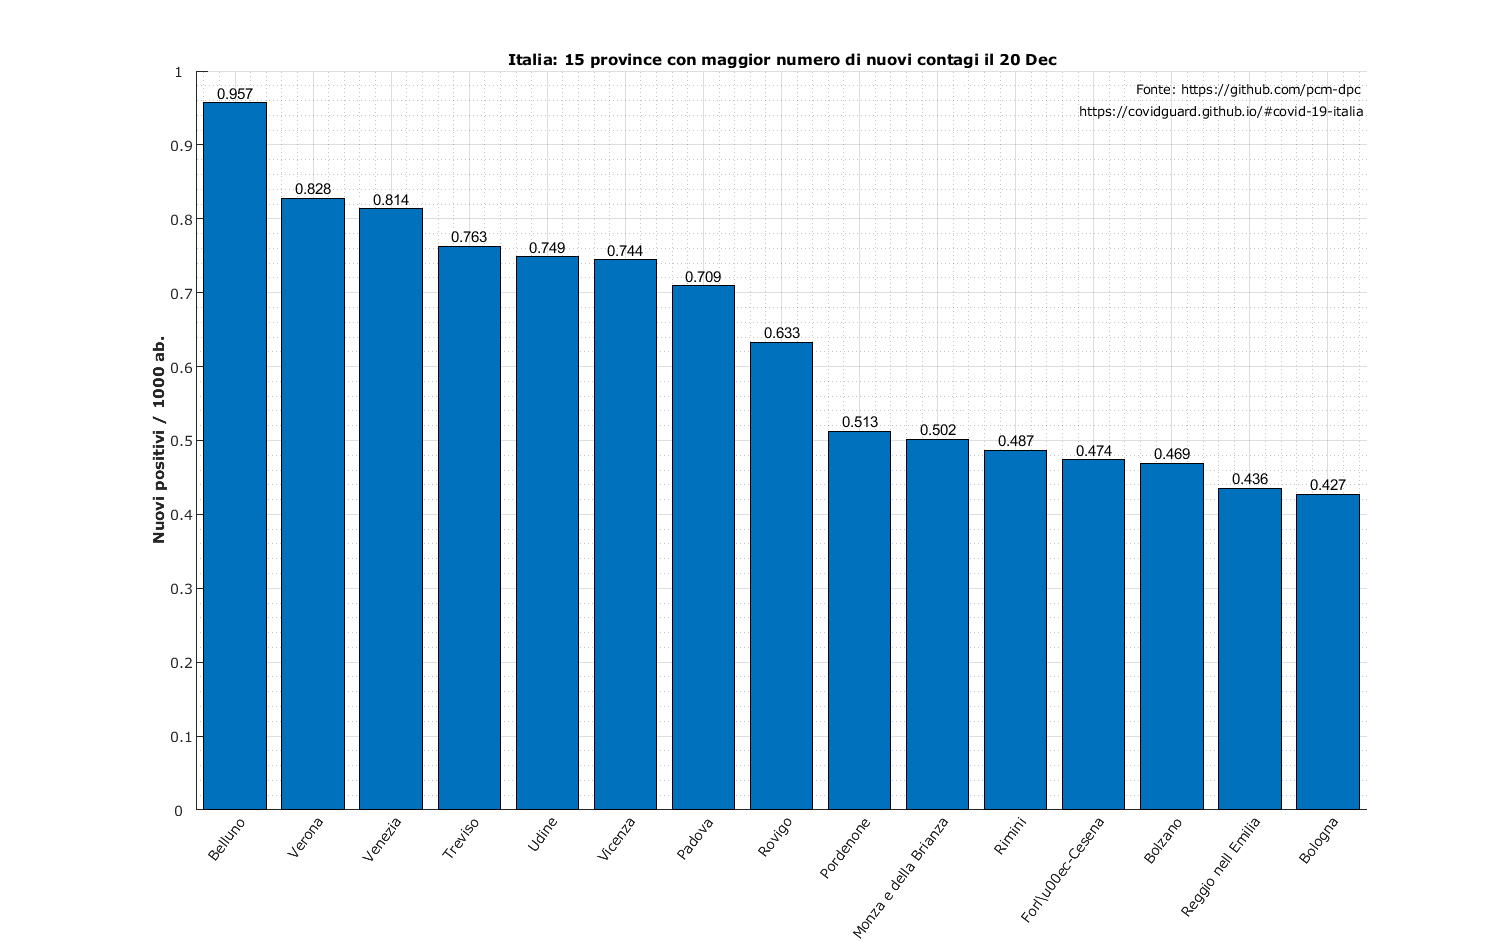 Italia: 15 province con maggior numero di nuovi contagi il 20 Dec
Fonte: https://github.com/pcm-dpc
https://covidguard.github.io/#covid-19-italia
Nuovi positivi / 1000 ab.
1
0.9
0.8
0.7
0.6
0.5
0.4
0.3
0.2
0.1
0
0.957
0.828
0.814
0.763
0.749
0.744
0.709
0.633
0.513
0.502
0.487
0.474
0.469
0.436
0.427
Belluno
Verona
Venezia
Treviso
Udine
Vicenza
Padova
Rovigo
Pordenone
Monza e della Brianza
Rimini
Forl\u00ec-Cesena
Bolzano
Reggio nell Emilia
Bologna